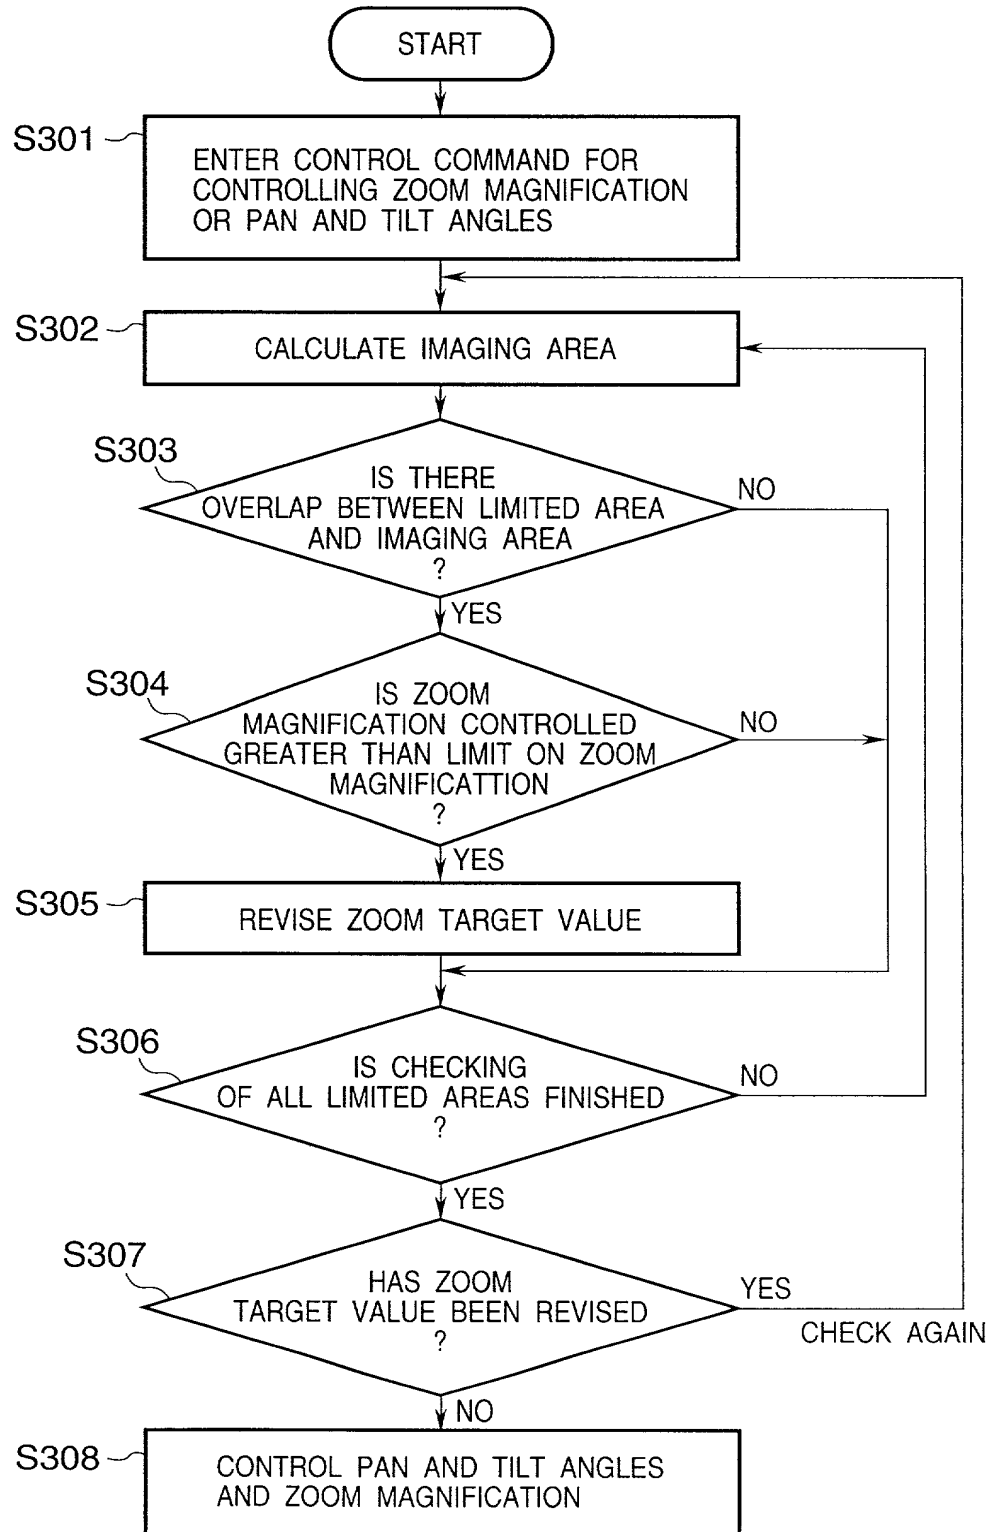 START
S301
ENTER CONTROL COMMAND FOR
CONTROLLING ZOOM MAGNIFICATION
OR PAN AND TILT ANGLES
S302
CALCULATE IMAGING AREA
S303
IS THERE
OVERLAP BETWEEN LIMITED AREA
AND IMAGING AREA
?
NO
YES
S304
IS ZOOM
MAGNIFICATION CONTROLLED
GREATER THAN LIMIT ON ZOOM
MAGNIFICATTION
?
NO
YES
S305
REVISE ZOOM TARGET VALUE
S306
IS CHECKING
OF ALL LIMITED AREAS FINISHED
?
NO
YES
S307
HAS ZOOM
TARGET VALUE BEEN REVISED
?
YES
CHECK AGAIN
NO
S308
CONTROL PAN AND TILT ANGLES
AND ZOOM MAGNIFICATION